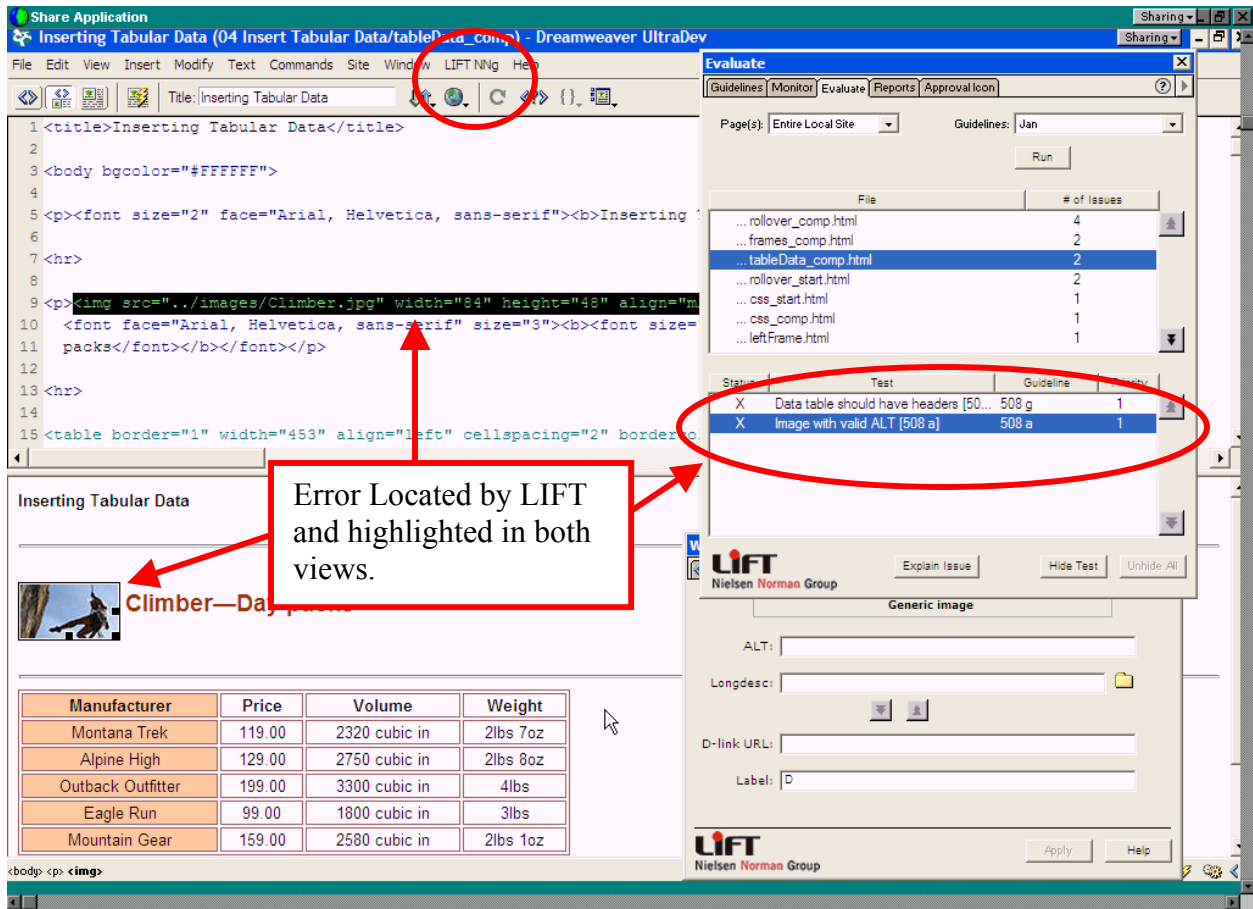 Share Application
Sharing
Inserting Tabular Data (04 Insert Tabular Data/tableData_comp) - Dreamweaver UltraDev
Sharing
File Edit View Insert Modify Text Commands Site Window LIFT NNg Help
Title: Inserting Tabular Data
1 <title>Inserting Tabular Data</title>
2
3 <body bgcolor="#FFFFFF">
4
5 <p><font size="2" face="Arial, Helvetica, sans-serif"><b>Inserting
6
7 <hr>
8
9 <p><img src="../images/Climber.jpg" width="84" height="48" align="m
10 <font face="Arial, Helvetica, sans-serif" size="3"><b><font size=
11 packs</font></b></font></p>
12
13 <hr>
14
15 <table border="1" width="453" align="left" cellspacing="2"
Error Located by LIFT
and highlighted in both
views.
Inserting Tabular Data
Climber—Day packs
Manufacturer Price Volume Weight
Montana Trek 119.00 2320 cubic in 2lbs 7oz
Alpine High 129.00 2750 cubic in 2lbs 8oz
Outback Outfitter 199.00 3300 cubic in 4lbs
Eagle Run 99.00 1800 cubic in 3lbs
Mountain Gear 159.00 2580 cubic in 2lbs 1oz
<body> <p> <img>
Evaluate
Guidelines Monitor Evaluate Reports Approval Icon
Page(s): Entire Local Site Guidelines: Jan
Run
File # of Issues
... rollover_comp.html 4
... frames_comp.html 2
... tableData_comp.html 2
... rollover_start.html 2
... css_start.html 1
... css_comp.html 1
... leftFrame.html 1
Status Test Guideline Priority
X Data table should have headers [50... 508 g 1
X Image with valid ALT [508 a] 508 a 1
LIFT
Nielsen Norman Group
Explain Issue Hide Test Unhide All
Generic image
ALT:
Longdesc:
D-link URL:
Label: D
LIFT
Nielsen Norman Group
Apply Help